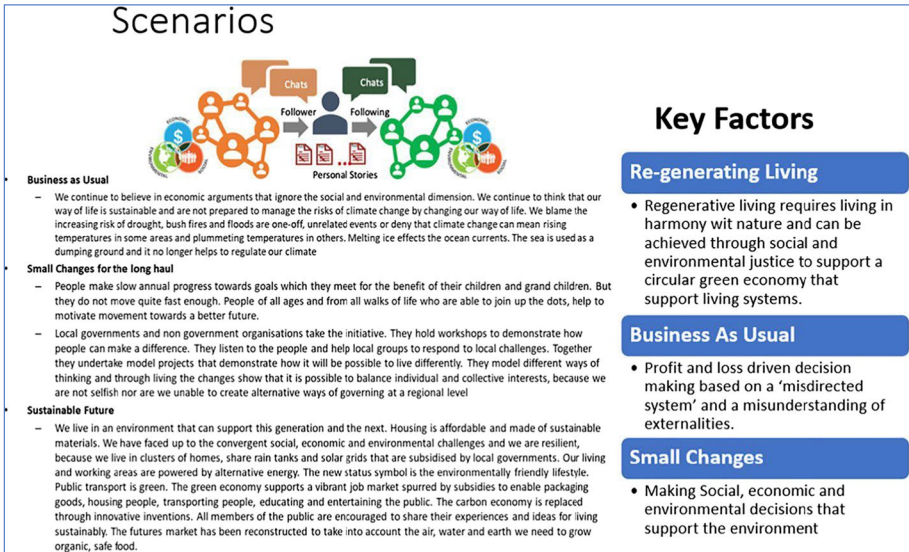 Scenarios
Chats
Chats
Follower
Following
ECONOMIC
$
ENVIRONMENTAL
SOCIAL
ECONOMIC
$
ENVIRONMENTAL
SOCIAL
...
Personal Stories
• Business as Usual
– We continue to believe in economic arguments that ignore the social and environmental dimension. We continue to think that our
way of life is sustainable and are not prepared to manage the risks of climate change by changing our way of life. We blame the
increasing risk of drought, bush fires and floods are one-off, unrelated events or deny that climate change can mean rising
temperatures in some areas and plummeting temperatures in others. Melting ice effects the ocean currents. The sea is used as a
dumping ground and it no longer helps to regulate our climate
• Small Changes for the long haul
– People make slow annual progress towards goals which they meet for the benefit of their children and grand children. But
they do not move quite fast enough. People of all ages and from all walks of life who are able to join up the dots, help to
motivate movement towards a better future.
– Local governments and non government organisations take the initiative. They hold workshops to demonstrate how
people can make a difference. They listen to the people and help local groups to respond to local challenges. Together
they undertake model projects that demonstrate how it will be possible to live differently. They model different ways of
thinking and through living the changes show that it is possible to balance individual and collective interests, because we
are not selfish nor are we unable to create alternative ways of governing at a regional level
• Sustainable Future
– We live in an environment that can support this generation and the next. Housing is affordable and made of sustainable
materials. We have faced up to the convergent social, economic and environmental challenges and we are resilient,
because we live in clusters of homes, share rain tanks and solar grids that are subsidised by local governments. Our living
and working areas are powered by alternative energy. The new status symbol is the environmentally friendly lifestyle.
Public transport is green. The green economy supports a vibrant job market spurred by subsidies to enable packaging
goods, housing people, transporting people, educating and entertaining the public. The carbon economy is replaced
through innovative inventions. All members of the public are encouraged to share their experiences and ideas for living
sustainably. The futures market has been reconstructed to take into account the air, water and earth we need to grow
organic, safe food.
Key Factors
Re-generating Living
• Regenerative living requires living in
harmony wit nature and can be
achieved through social and
environmental justice to support a
circular green economy that
support living systems.
Business As Usual
• Profit and loss driven decision
making based on a ‘misdirected
system’ and a misunderstanding of
externalities.
Small Changes
• Making Social, economic and
environmental decisions that
support the environment